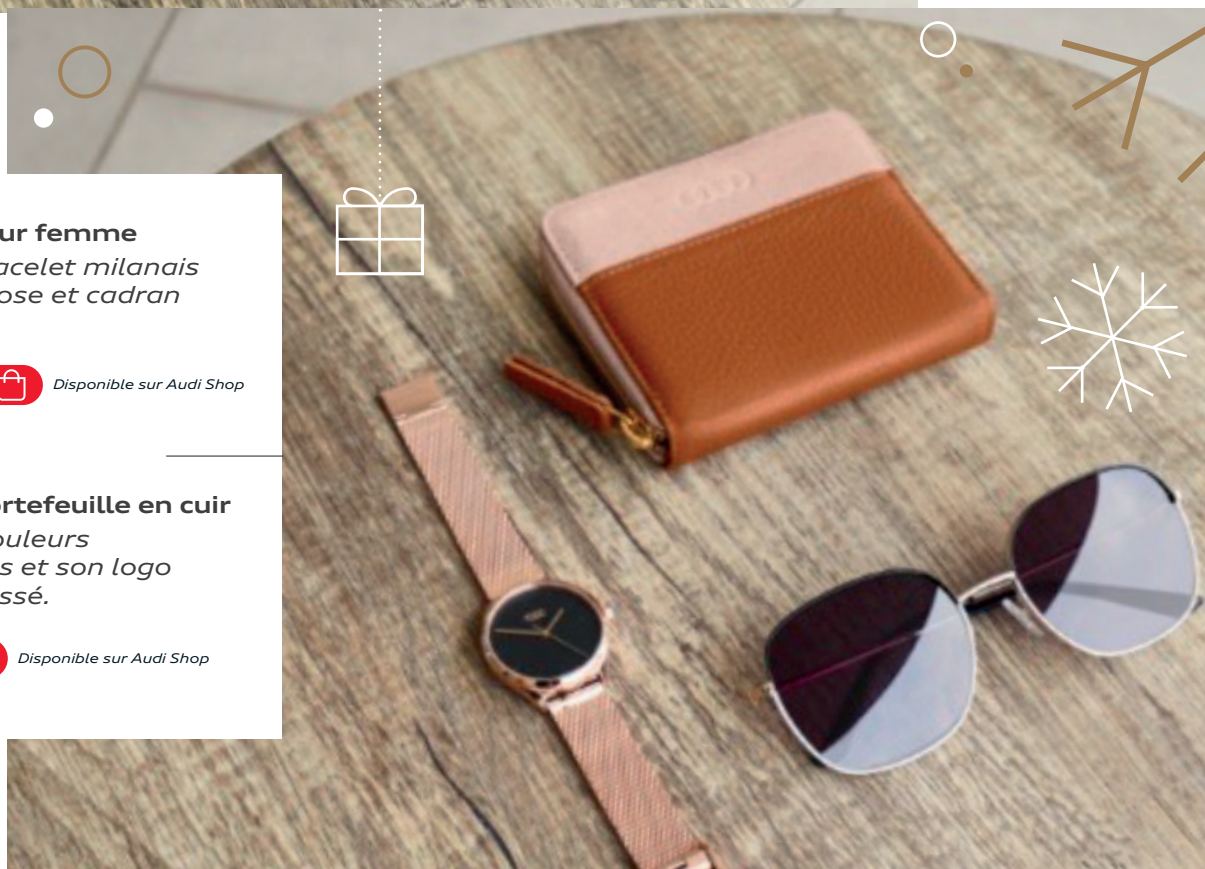 ur femme
acelet milanais
ose et cadran
Disponible sur Audi Shop
rtefeuille en cuir
ouleurs
s et son logo
ssé.
Disponible sur Audi Shop